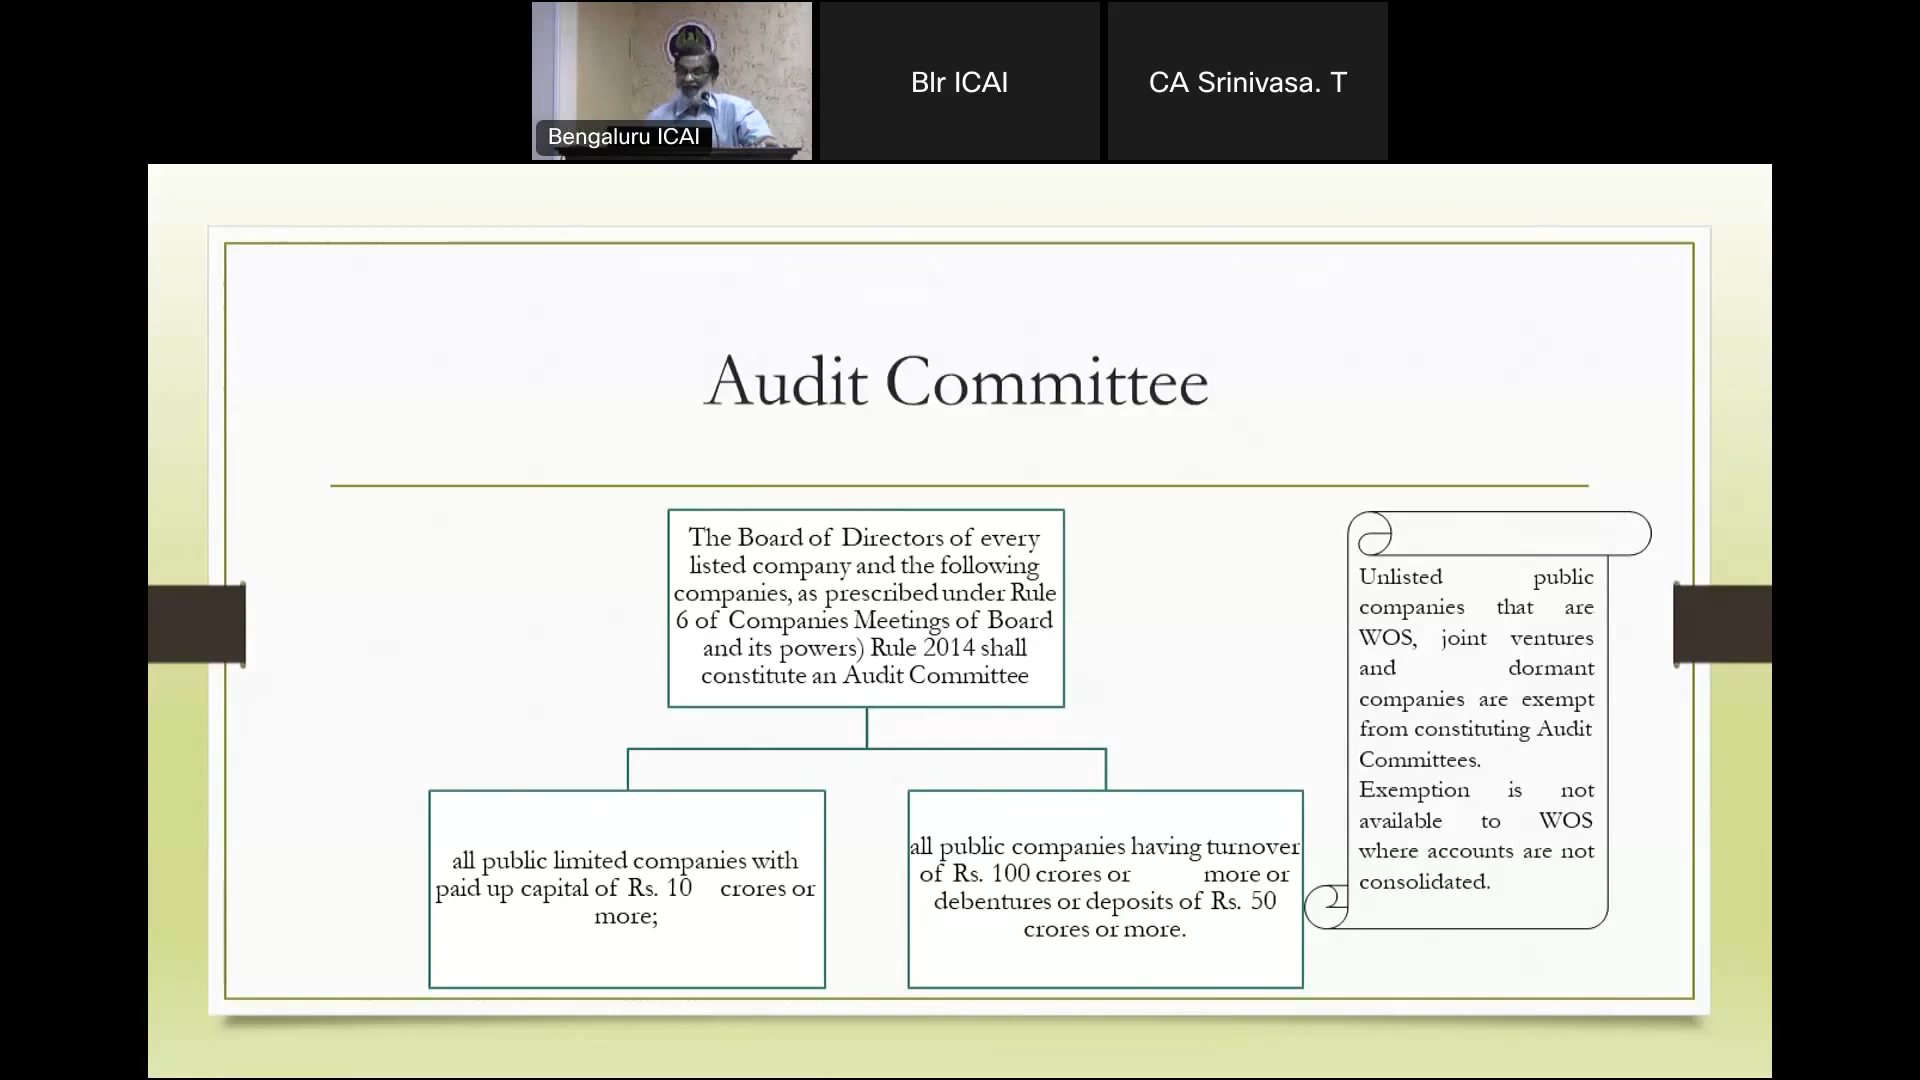 Bengaluru ICAI
Blr ICAI
CA Srinivasa. T
Audit Committee
The Board of Directors of every
listed company and the following
companies, as prescribed under Rule
6 of Companies Meetings of Board
and its powers) Rule 2014 shall
constitute an Audit Committee
all public limited companies with
paid up capital of Rs. 10 crores or
more;
all public companies having turnover
of Rs. 100 crores or more or
debentures or deposits of Rs. 50
crores or more.
Unlisted public
companies that are
WOS, joint ventures
and dormant
companies are exempt
from constituting Audit
Committees.
Exemption is not
available to WOS
where accounts are not
consolidated.